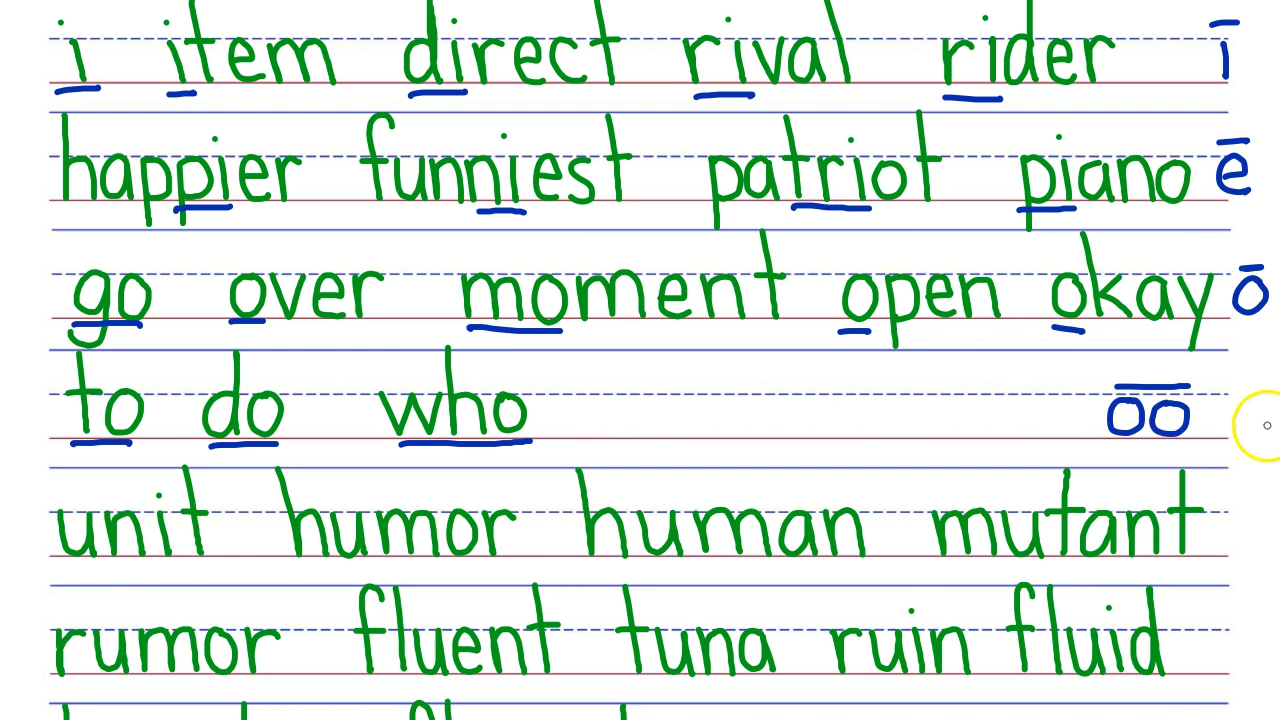 i item direct rival rider ī
happier funniest patriot piano ē
go over moment open okay ō
to do who o͞o
unit humor human mutant
rumor fluent tuna ruin fluid